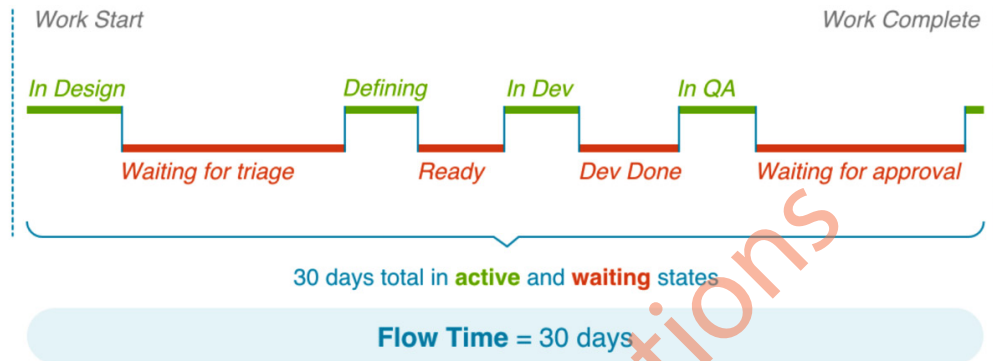 Work Start
Work Complete
In Design
Defining
In Dev
In QA
Waiting for triage
Ready
Dev Done
Waiting for approval
30 days total in active and waiting states
Flow Time = 30 days
tions